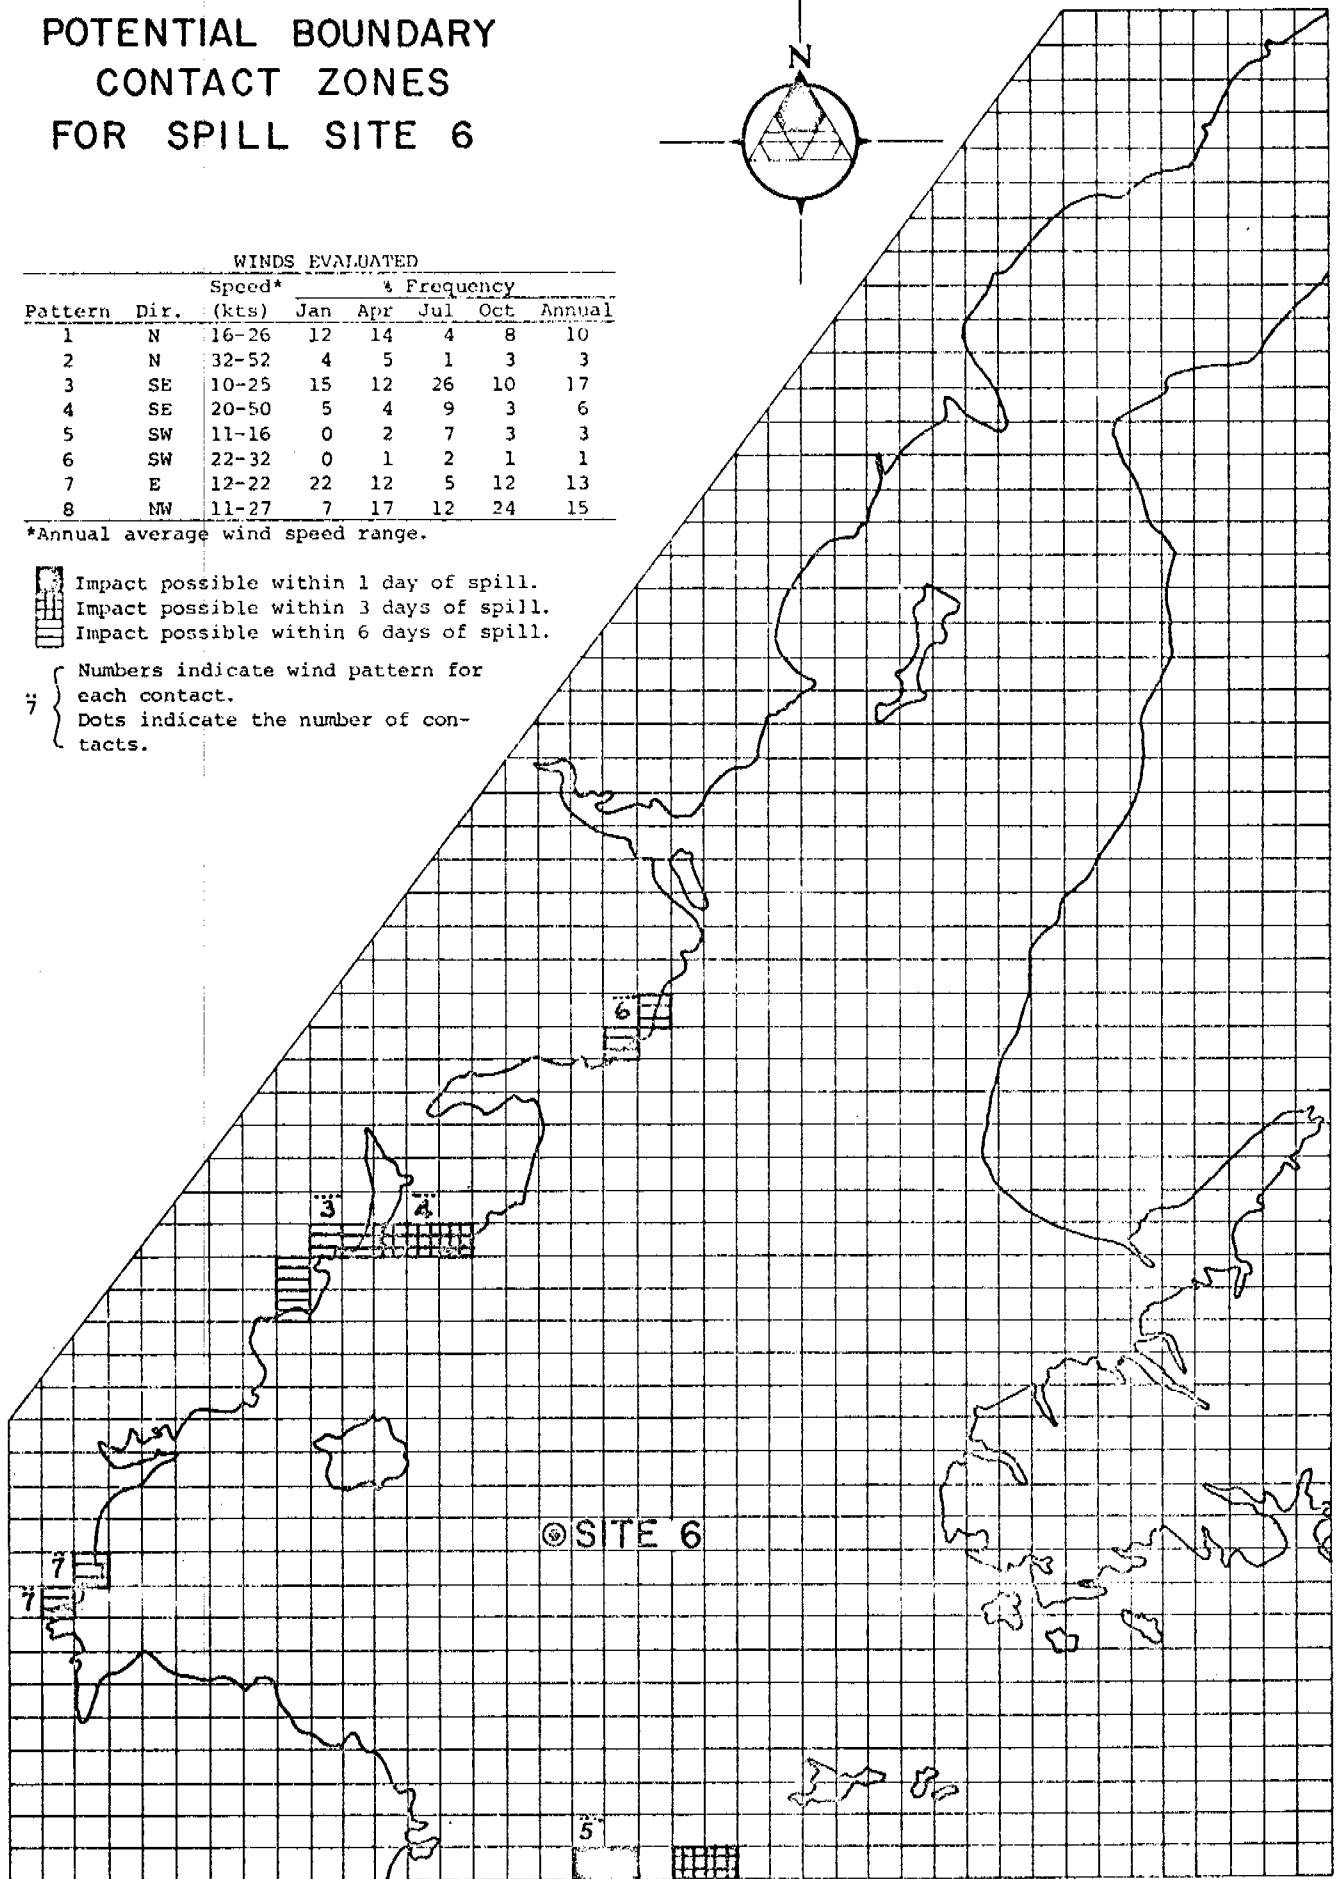 POTENTIAL BOUNDARY
CONTACT ZONES
FOR SPILL SITE 6
N
WINDS EVALUATED
Speed* % Frequency
Pattern Dir. (kts) Jan Apr Jul Oct Annual
1 N 16-26 12 14 4 8 10
2 N 32-52 4 5 1 3 3
3 SE 10-25 15 12 26 10 17
4 SE 20-50 5 4 9 3 6
5 SW 11-16 0 2 7 3 3
6 SW 22-32 0 1 2 1 1
7 E 12-22 22 12 5 12 13
8 NW 11-27 7 17 12 24 15
*Annual average wind speed range.
Impact possible within 1 day of spill.
Impact possible within 3 days of spill.
Impact possible within 6 days of spill.
7 { Numbers indicate wind pattern for
each contact.
Dots indicate the number of con-
tacts.
6
3 4
SITE 6
7
7
5